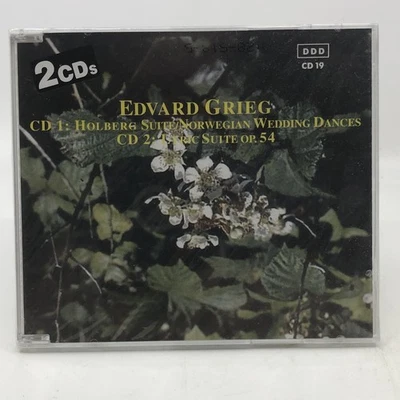 2CDs
DDD
CD 19
EDVARD GRIEG
CD 1: HOLBERG SUITE/NORWEGIAN WEDDING DANCES
CD 2: LYRIC SUITE OP. 54